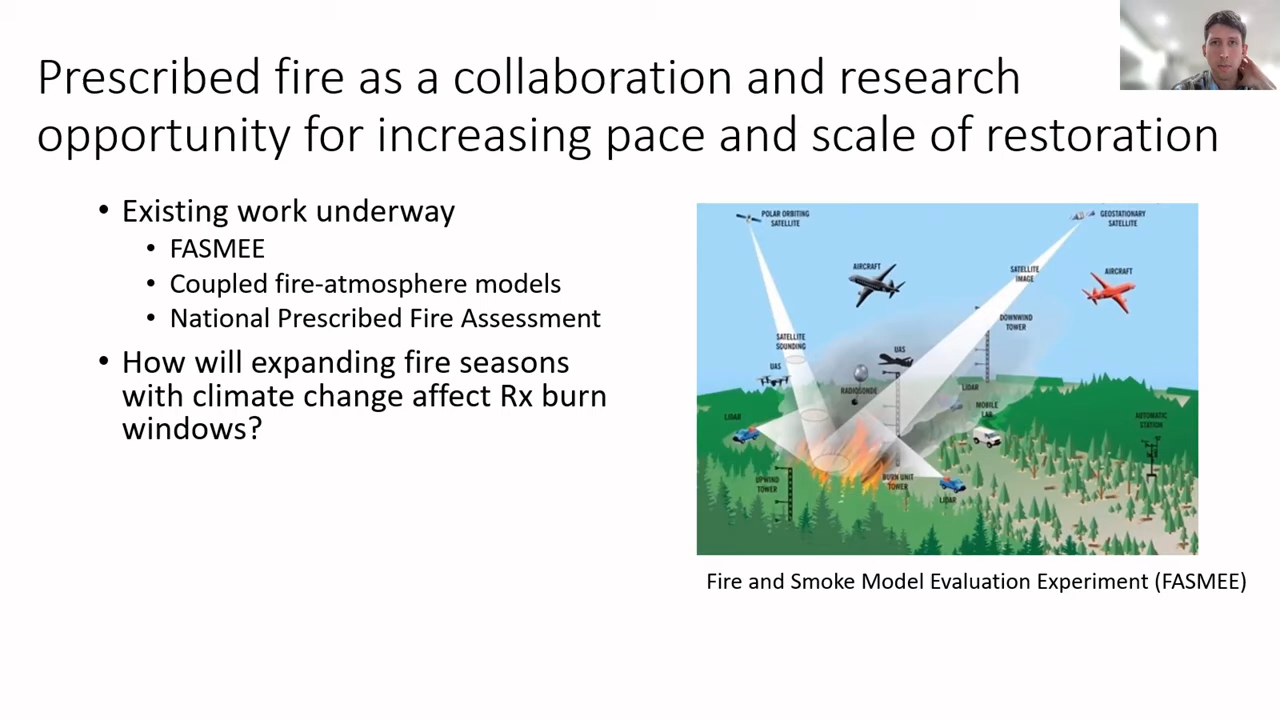 Prescribed fire as a collaboration and research
opportunity for increasing pace and scale of restoration
• Existing work underway
• FASMEE
• Coupled fire-atmosphere models
• National Prescribed Fire Assessment
• How will expanding fire seasons
with climate change affect Rx burn
windows?
POLAR ORBITING
SATELLITE
GEOSTATIONARY
SATELLITE
AIRCRAFT
SATELLITE
IMAGE
AIRCRAFT
DOWNWIND
TOWER
SATELLITE
SOUNDING
UAS
UAS
RADIOSONDE
LIDAR
LIDAR
MOBILE
LAB
AUTOMATIC
STATION
UPWIND
TOWER
BURN UNIT
TOWER
LIDAR
Fire and Smoke Model Evaluation Experiment (FASMEE)